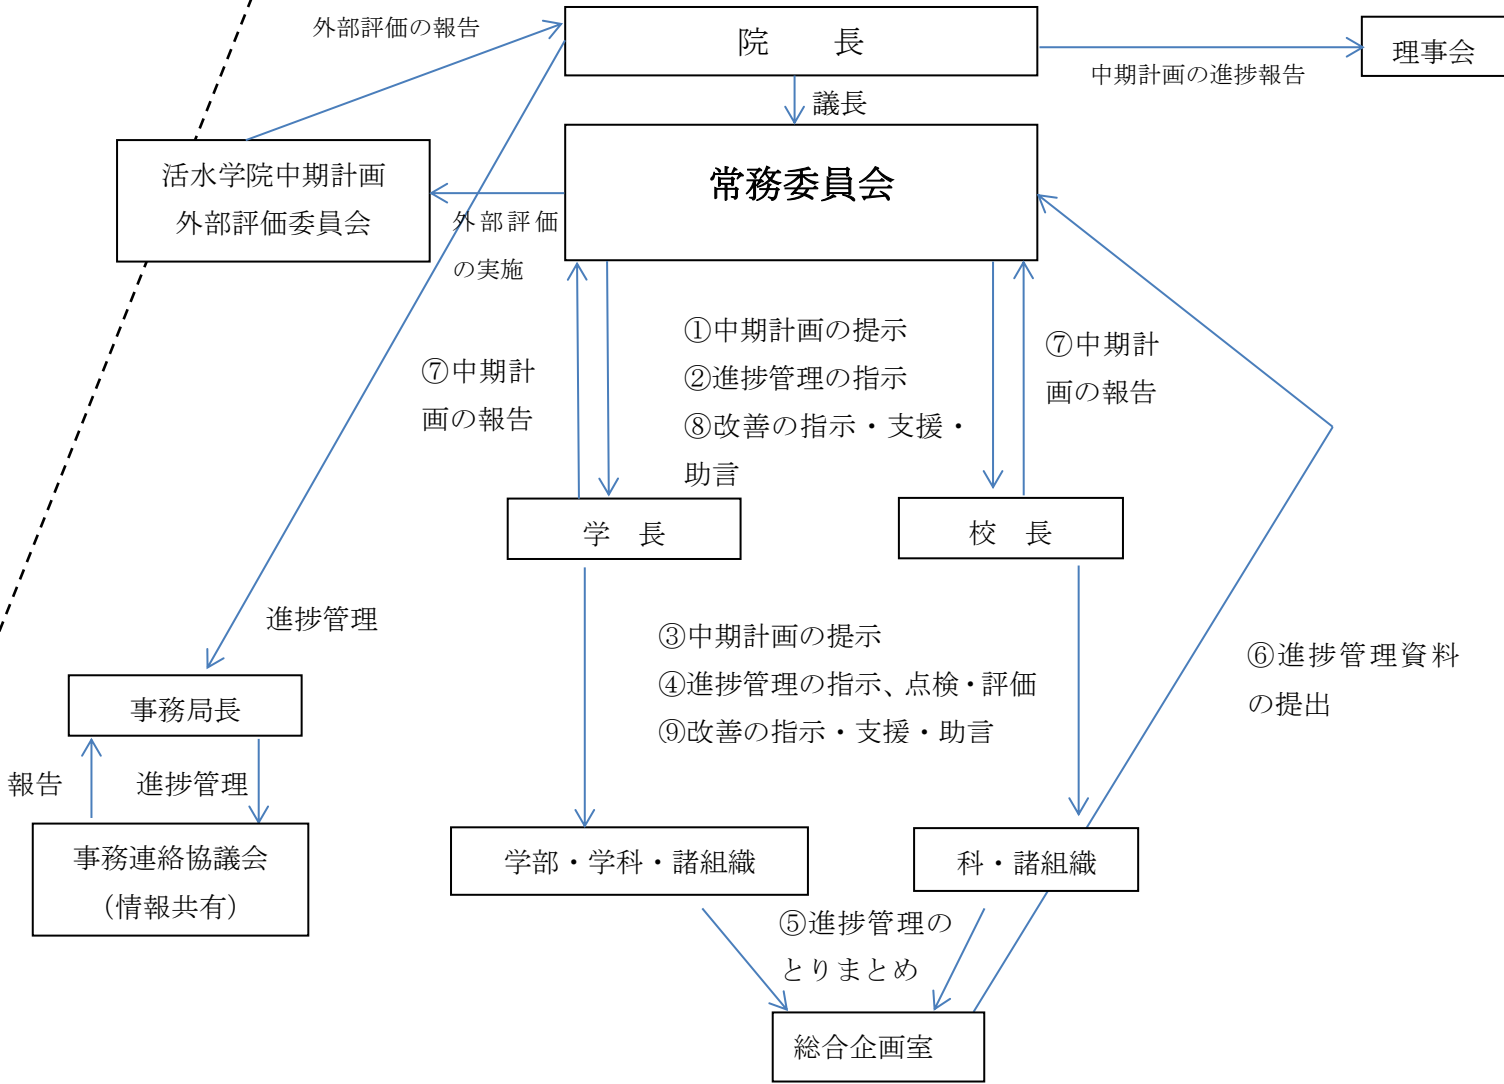 外部評価の報告
院　　長
理事会
中期計画の進捗報告
議長
活水学院中期計画
外部評価委員会
常務委員会
外部評価
の実施
①中期計画の提示
②進捗管理の指示
⑧改善の指示・支援・
助言
⑦中期計
画の報告
⑦中期計
画の報告
学　長
校　長
進捗管理
③中期計画の提示
④進捗管理の指示、点検・評価
⑨改善の指示・支援・助言
⑥進捗管理資料
の提出
事務局長
報告
進捗管理
事務連絡協議会
（情報共有）
学部・学科・諸組織
科・諸組織
⑤進捗管理の
とりまとめ
総合企画室